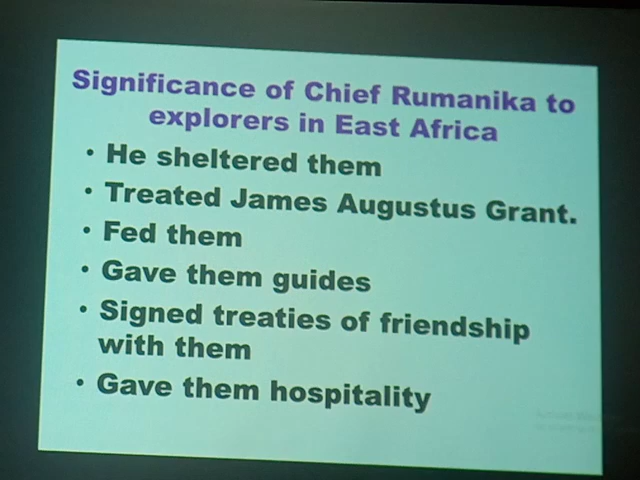 Significance of Chief Rumanika to
explorers in East Africa
• He sheltered them
• Treated James Augustus Grant.
• Fed them
• Gave them guides
• Signed treaties of friendship
with them
• Gave them hospitality